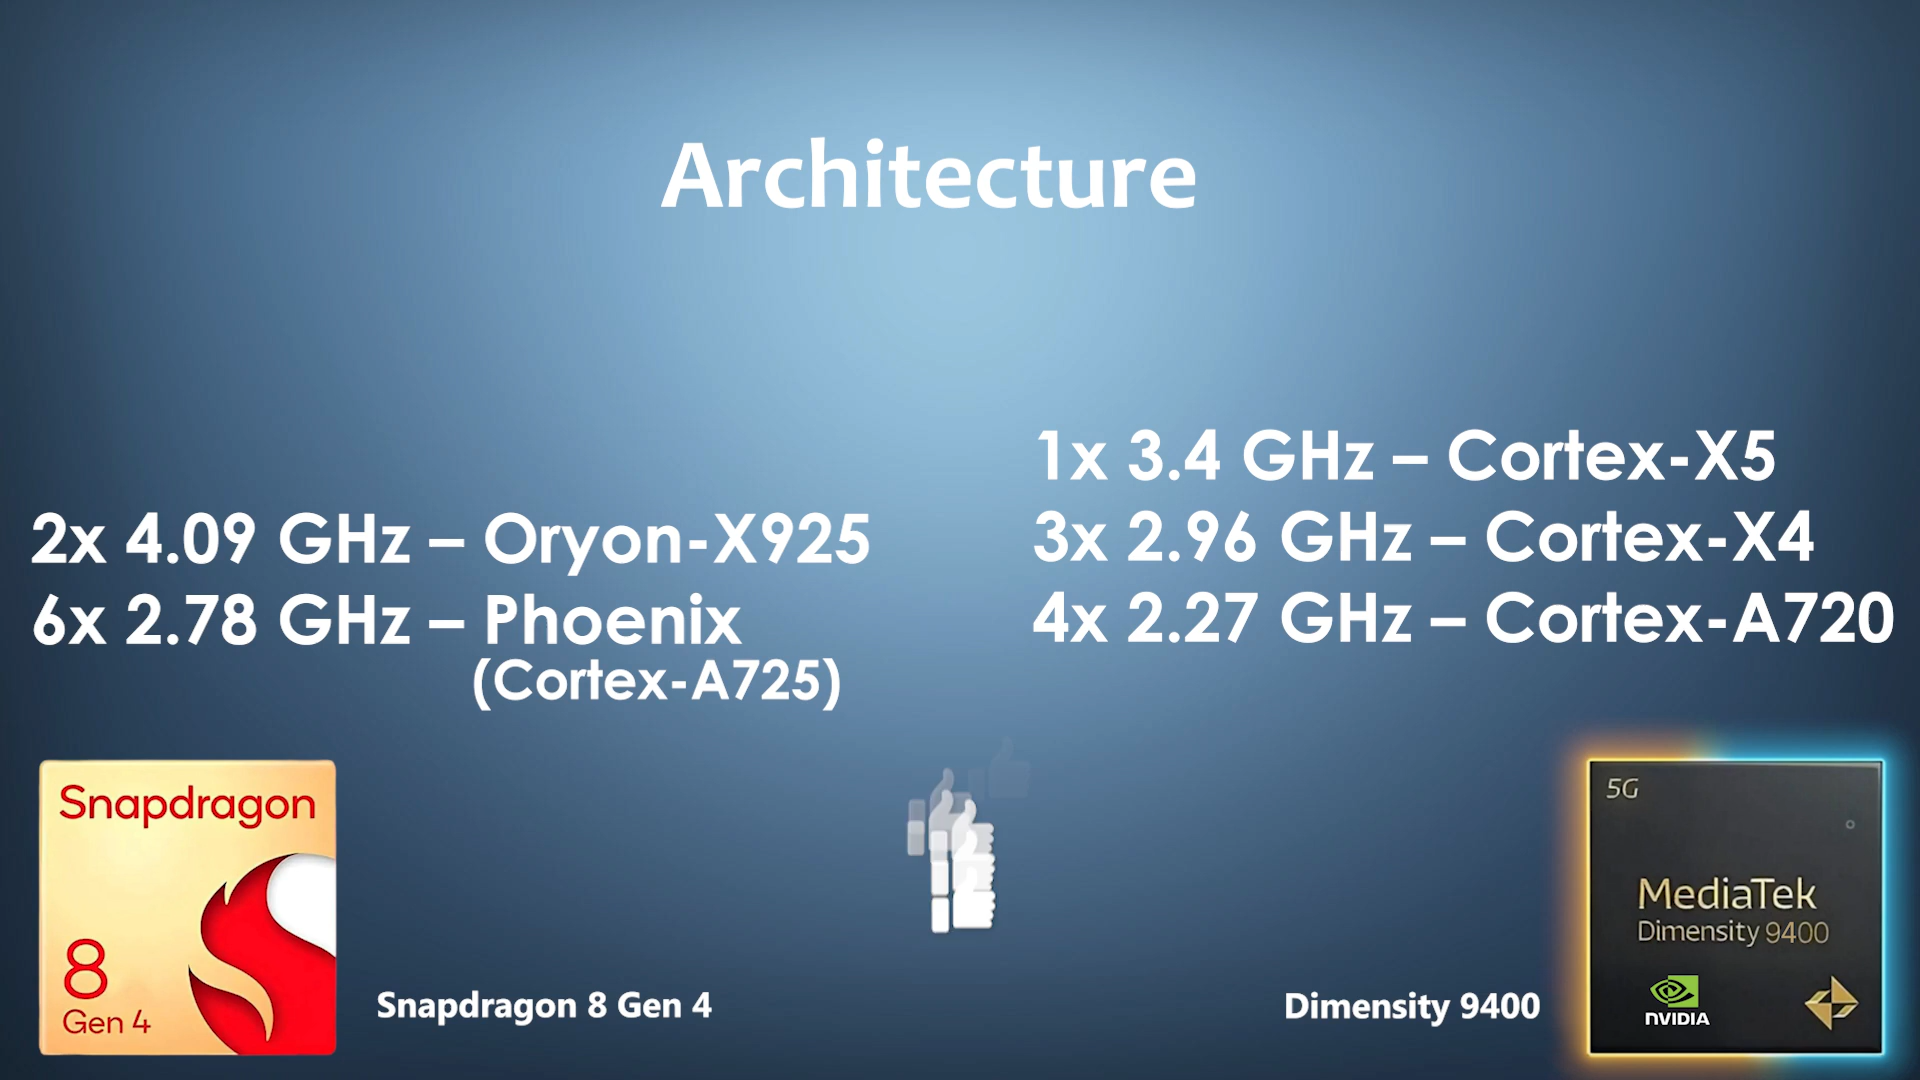 Architecture
2x 4.09 GHz – Oryon-X925
6x 2.78 GHz – Phoenix
(Cortex-A725)
1x 3.4 GHz – Cortex-X5
3x 2.96 GHz – Cortex-X4
4x 2.27 GHz – Cortex-A720
Snapdragon
8
Gen 4
Snapdragon 8 Gen 4
Dimensity 9400
5G
MediaTek
Dimensity 9400
NVIDIA